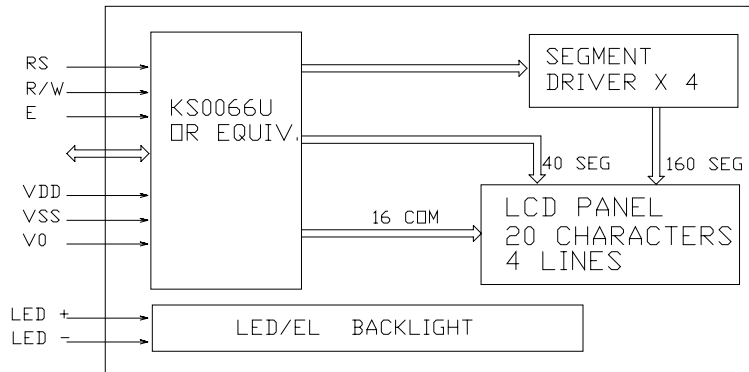 RS
R/W
E
VDD
VSS
V0
LED +
LED -
KS0066U
OR EQUIV.
SEGMENT
DRIVER X 4
40 SEG
160 SEG
16 COM
LCD PANEL
20 CHARACTERS
4 LINES
LED/EL BACKLIGHT